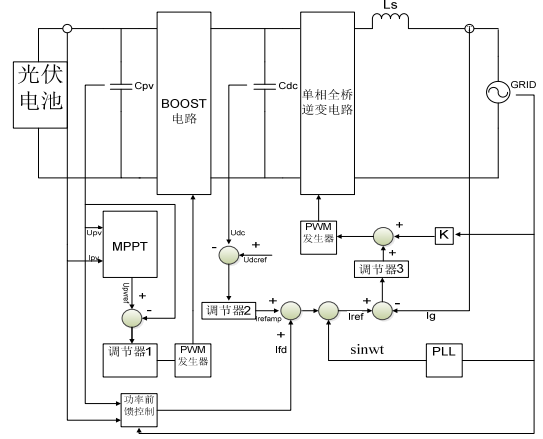 Ls
光伏
电池
Cpv
BOOST
电路
Cdc
单相全桥
逆变电路
GRID
Upv
Ipv
MPPT
Upvref
+
-
Udc
-
+
Udcref
PWM
发生器
+
+
+
K
调节器3
调节器1
PWM
发生器
调节器2
Irefamp
+
+
Ifd
Iref
+
-
Ig
sinwt
PLL
功率前
馈控制